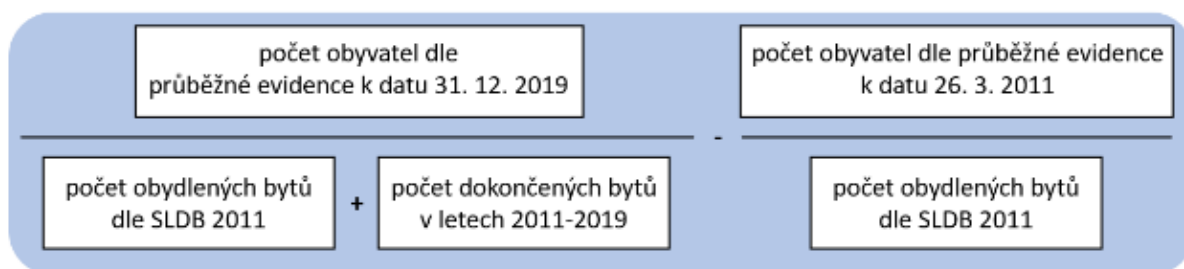 počet obyvatel dle
průběžné evidence k datu 31. 12. 2019
-
počet obyvatel dle průběžné evidence
k datu 26. 3. 2011
počet obydlených bytů
dle SLDB 2011
+
počet dokončených bytů
v letech 2011-2019
počet obydlených bytů
dle SLDB 2011